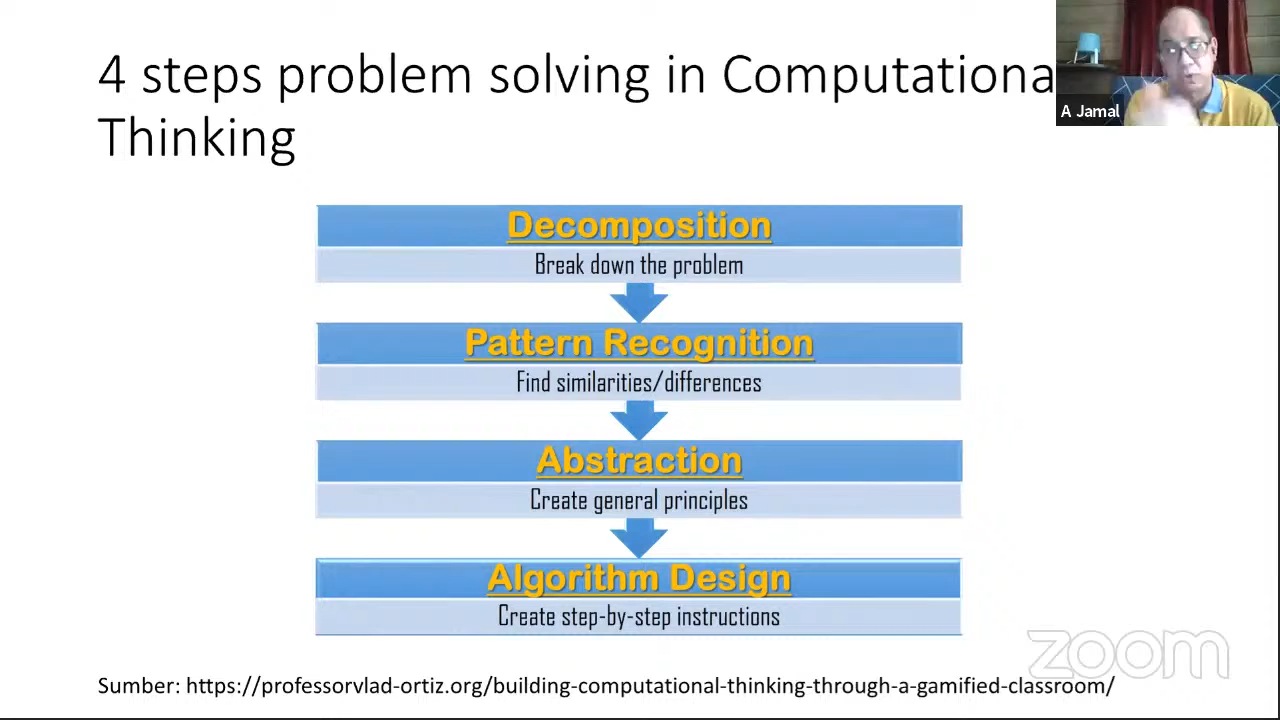 4 steps problem solving in Computationa
Thinking
A Jamal
Decomposition
Break down the problem
Pattern Recognition
Find similarities/differences
Abstraction
Create general principles
Algorithm Design
Create step-by-step instructions
zoom
Sumber: https://professorvlad-ortiz.org/building-computational-thinking-through-a-gamified-classroom/